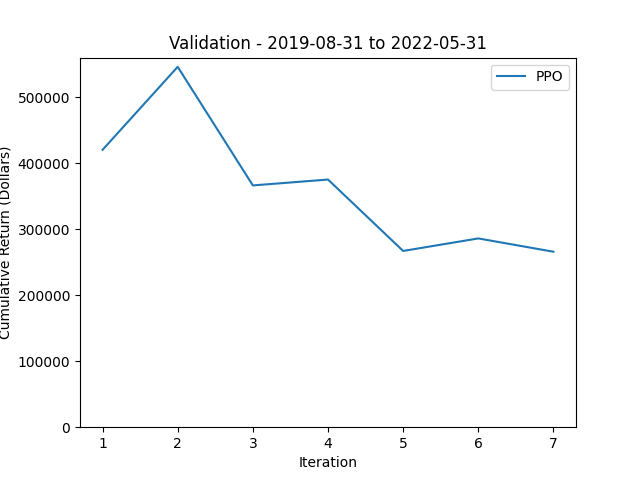 Validation - 2019-08-31 to 2022-05-31
PPO
Cumulative Return (Dollars)
500000
400000
300000
200000
100000
0
1 2 3 4 5 6 7
Iteration